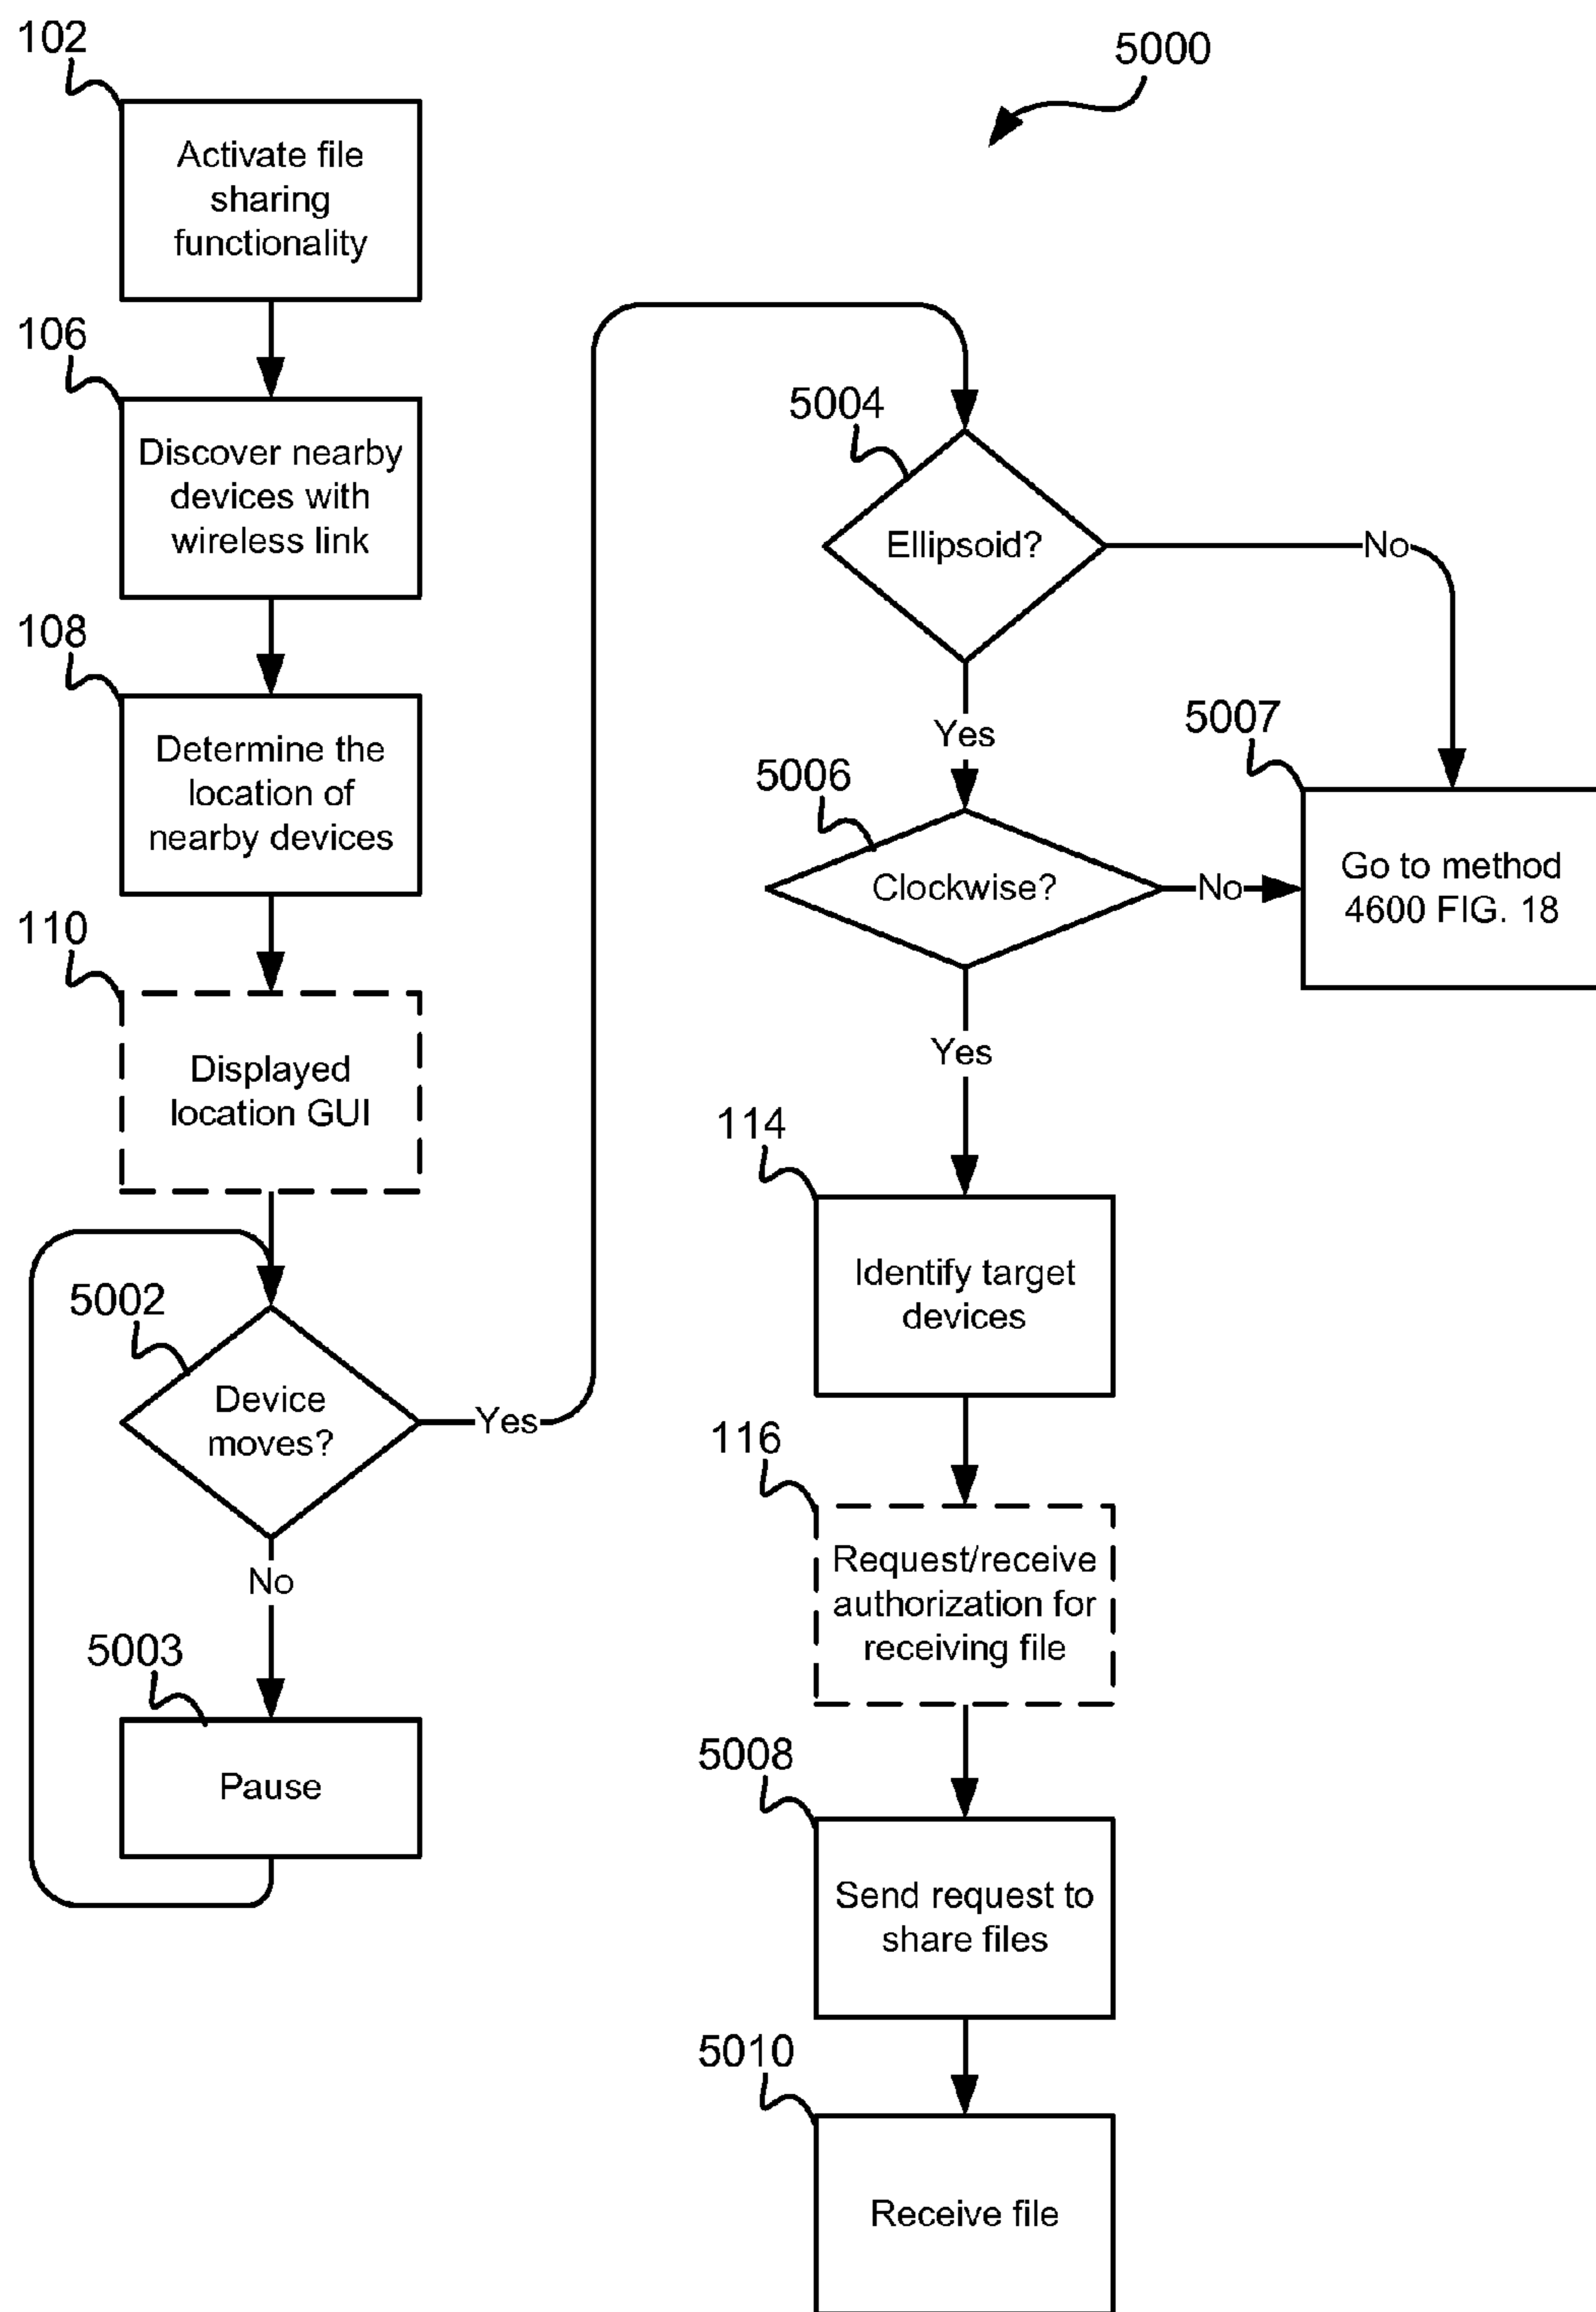 102
Activate file
sharing
functionality
106
Discover nearby
devices with
wireless link
108
Determine the
location of
nearby devices
110
Displayed
location GUI
5002
Device
moves?
Yes
No
5003
Pause
5000
5004
Ellipsoid?
No
Yes
5006
Clockwise?
No
5007
Go to method
4600 FIG. 18
Yes
114
Identify target
devices
116
Request/receive
authorization for
receiving file
5008
Send request to
share files
5010
Receive file